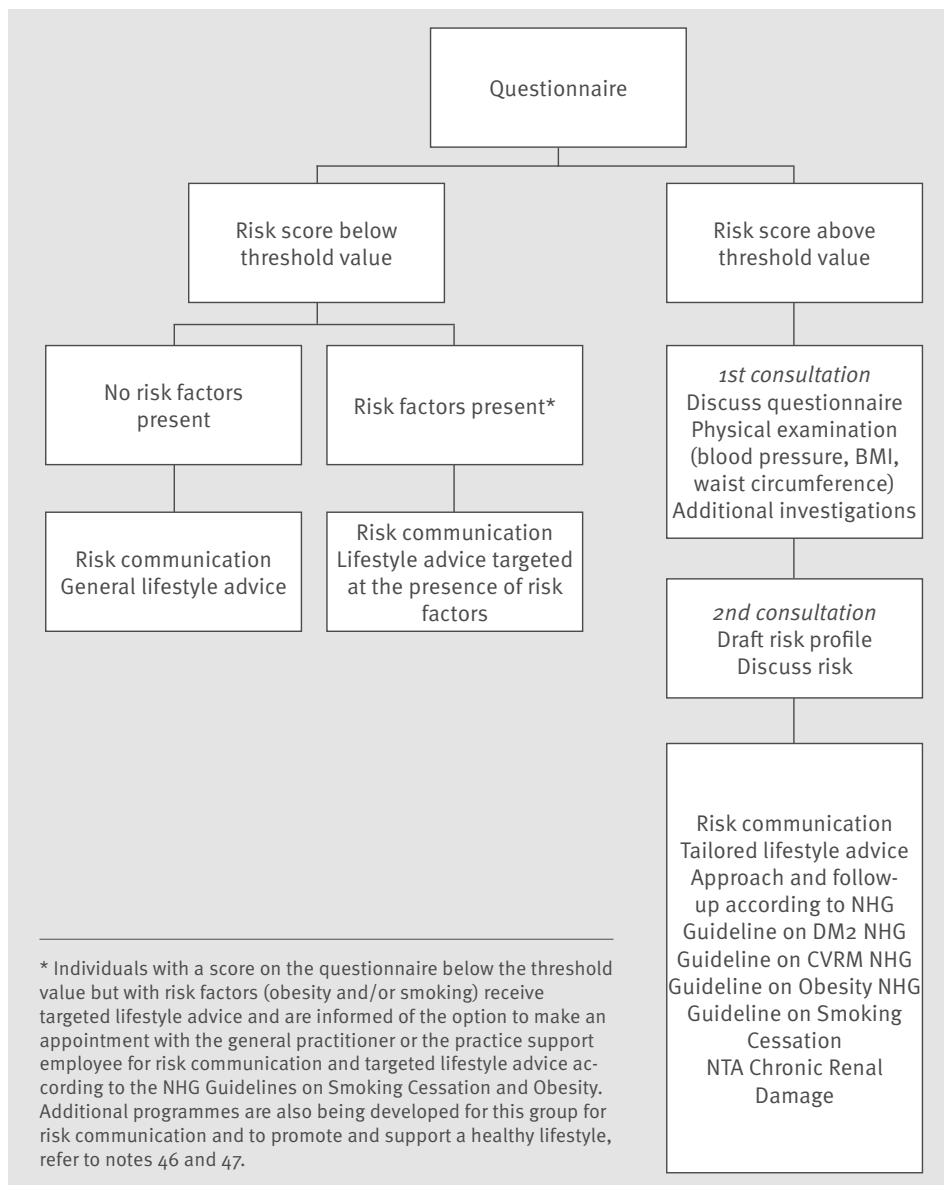 Questionnaire
Risk score below
threshold value
Risk score above
threshold value
No risk factors
present
Risk factors present*
1st consultation
Discuss questionnaire
Physical examination
(blood pressure, BMI,
waist circumference)
Additional investigations
Risk communication
General lifestyle advice
Risk communication
Lifestyle advice targeted
at the presence of risk
factors
2nd consultation
Draft risk profile
Discuss risk
Risk communication
Tailored lifestyle advice
Approach and follow-
up according to NHG
Guideline on DM2 NHG
Guideline on CVRM NHG
Guideline on Obesity NHG
Guideline on Smoking
Cessation
NTA Chronic Renal
Damage
* Individuals with a score on the questionnaire below the threshold
value but with risk factors (obesity and/or smoking) receive
targeted lifestyle advice and are informed of the option to make an
appointment with the general practitioner or the practice support
employee for risk communication and targeted lifestyle advice ac-
cording to the NHG Guidelines on Smoking Cessation and Obesity.
Additional programmes are also being developed for this group for
risk communication and to promote and support a healthy lifestyle,
refer to notes 46 and 47.